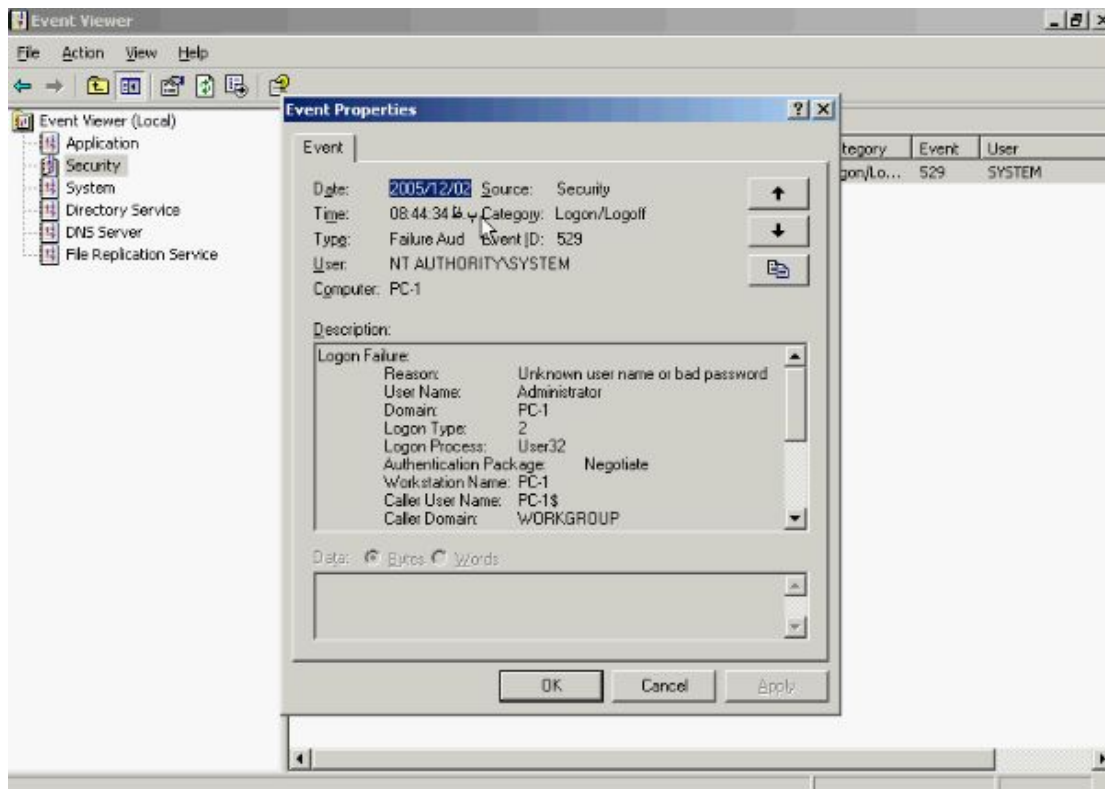 Event Viewer
File Action View Help
Event Viewer (Local)
Application
Security
System
Directory Service
DNS Server
File Replication Service
tegory Event User
gon/Lo... 529 SYSTEM
Event Properties
Event
Date: 2005/12/02 Source: Security
Time: 08:44:34 ب.ظ Category: Logon/Logoff
Type: Failure Aud Event ID: 529
User: NT AUTHORITY\SYSTEM
Computer: PC-1
Description:
Logon Failure:
Reason: Unknown user name or bad password
User Name: Administrator
Domain: PC-1
Logon Type: 2
Logon Process: User32
Authentication Package: Negotiate
Workstation Name: PC-1
Caller User Name: PC-1$
Caller Domain: WORKGROUP
Data: Bytes Words
OK Cancel Apply